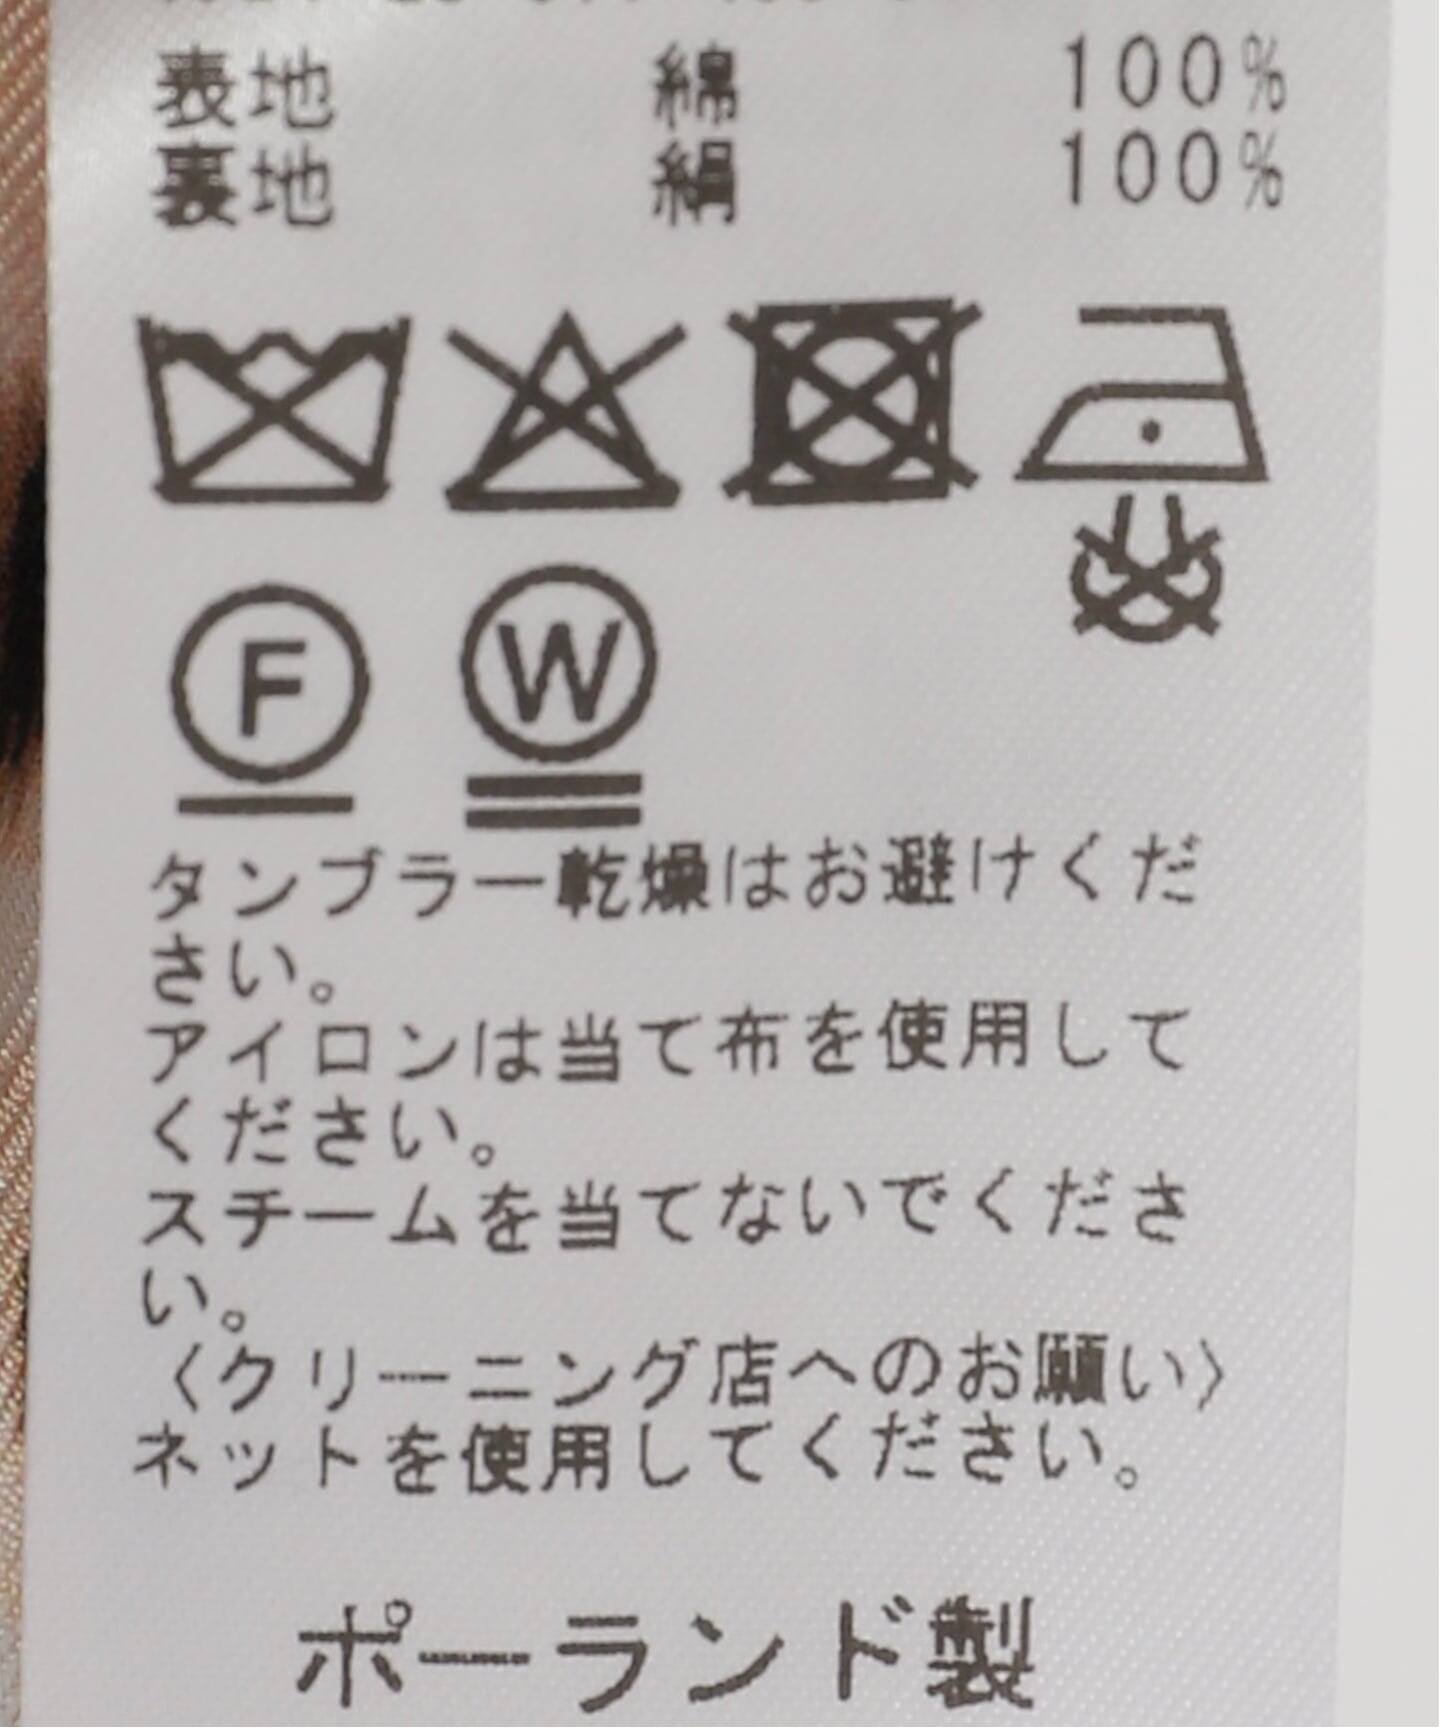 表地 綿 100%
裏地 絹 100%
F W
タンブラー乾燥はお避けくだ
さい。
アイロンは当て布を使用して
ください。
スチームを当てないでくださ
い。
〈クリーニング店へのお願い〉
ネットを使用してください。
ポーランド製